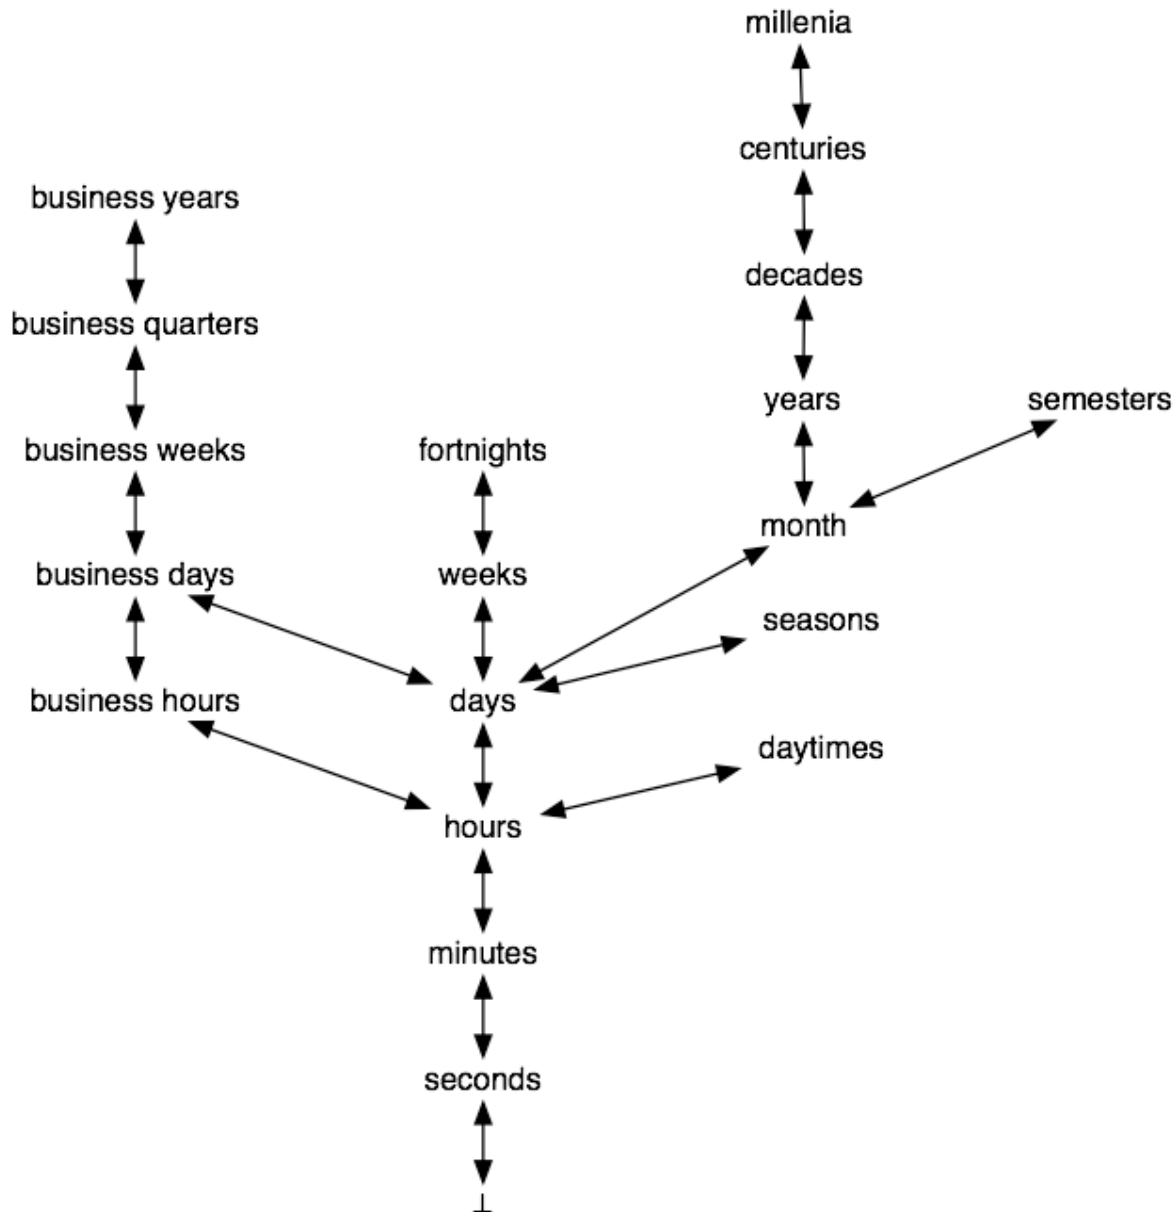 millenia
centuries
business years
decades
business quarters
years
semesters
business weeks
fortnights
month
business days
weeks
seasons
business hours
days
daytimes
hours
minutes
seconds
⊥